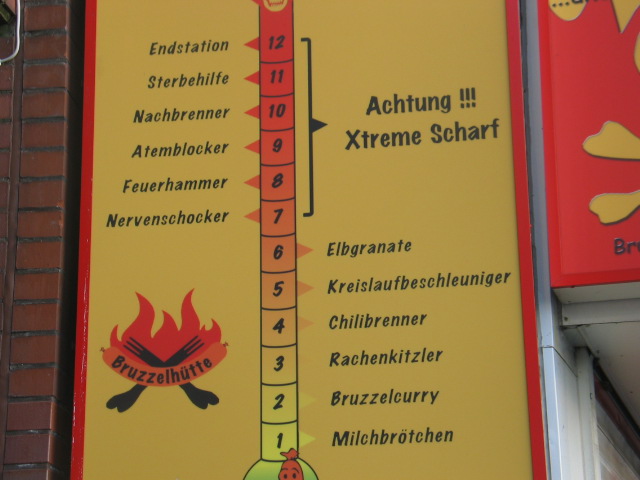 Endstation 12
Sterbehilfe 11
Nachbrenner 10
Atemblocker 9
Feuerhammer 8
Nervenschocker 7
Achtung !!!
Xtreme Scharf
6 Elbgranate
5 Kreislaufbeschleuniger
4 Chilibrenner
3 Rachenkitzler
2 Bruzzelcurry
1 Milchbrötchen
Bruzzelhütte